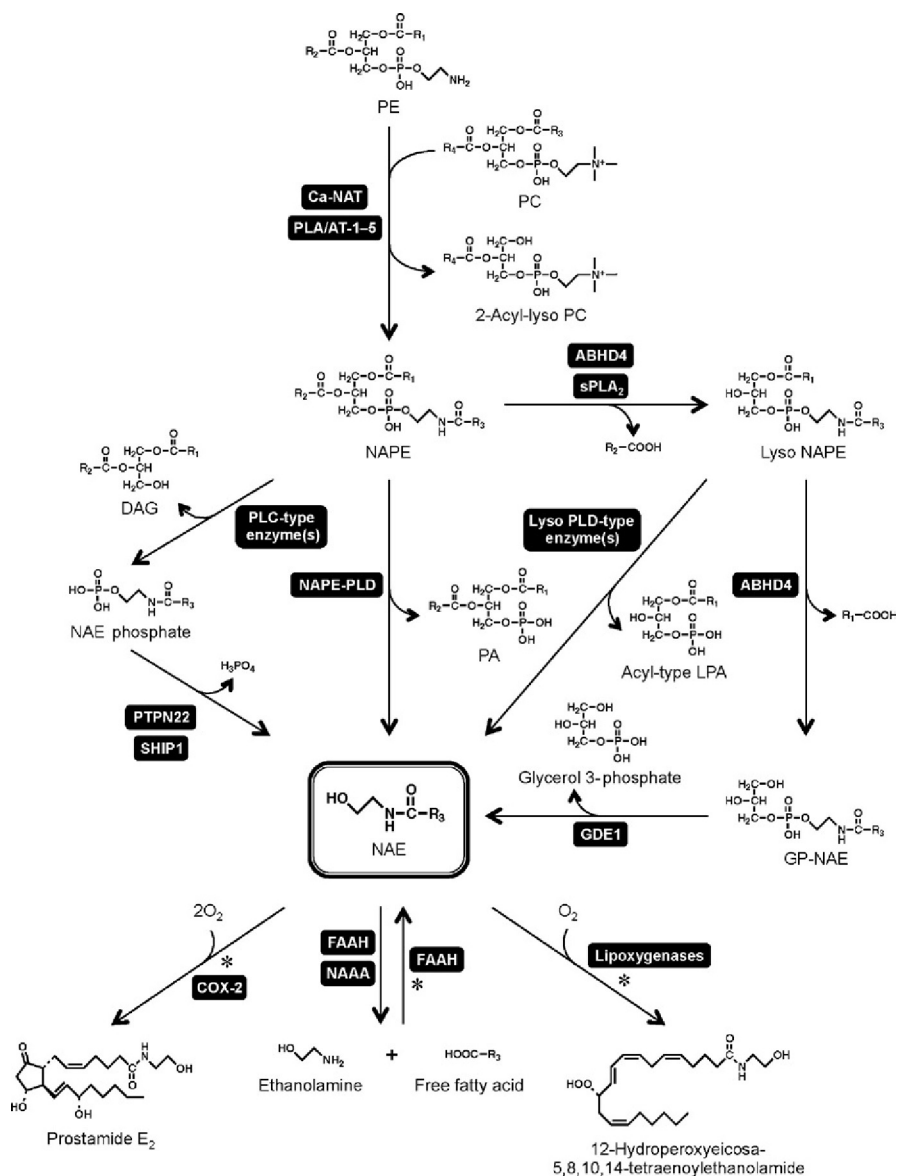 PE
PC
Ca-NAT
PLA/AT-1–5
2-Acyl-lyso PC
ABHD4
sPLA₂
R₂–COOH
NAPE
Lyso NAPE
DAG
PLC-type
enzyme(s)
Lyso PLD-type
enzyme(s)
NAPE-PLD
ABHD4
R₁–COOH
NAE phosphate
PA
Acyl-type LPA
H₃PO₄
PTPN22
SHIP1
Glycerol 3-phosphate
GDE1
GP-NAE
NAE
2O₂
O₂
FAAH
NAAA
FAAH
*
*
COX-2
Lipoxygenases
*
Ethanolamine
+
Free fatty acid
HOOC–R₃
Prostamide E₂
12-Hydroperoxyeicosa-
5,8,10,14-tetraenoylethanolamide